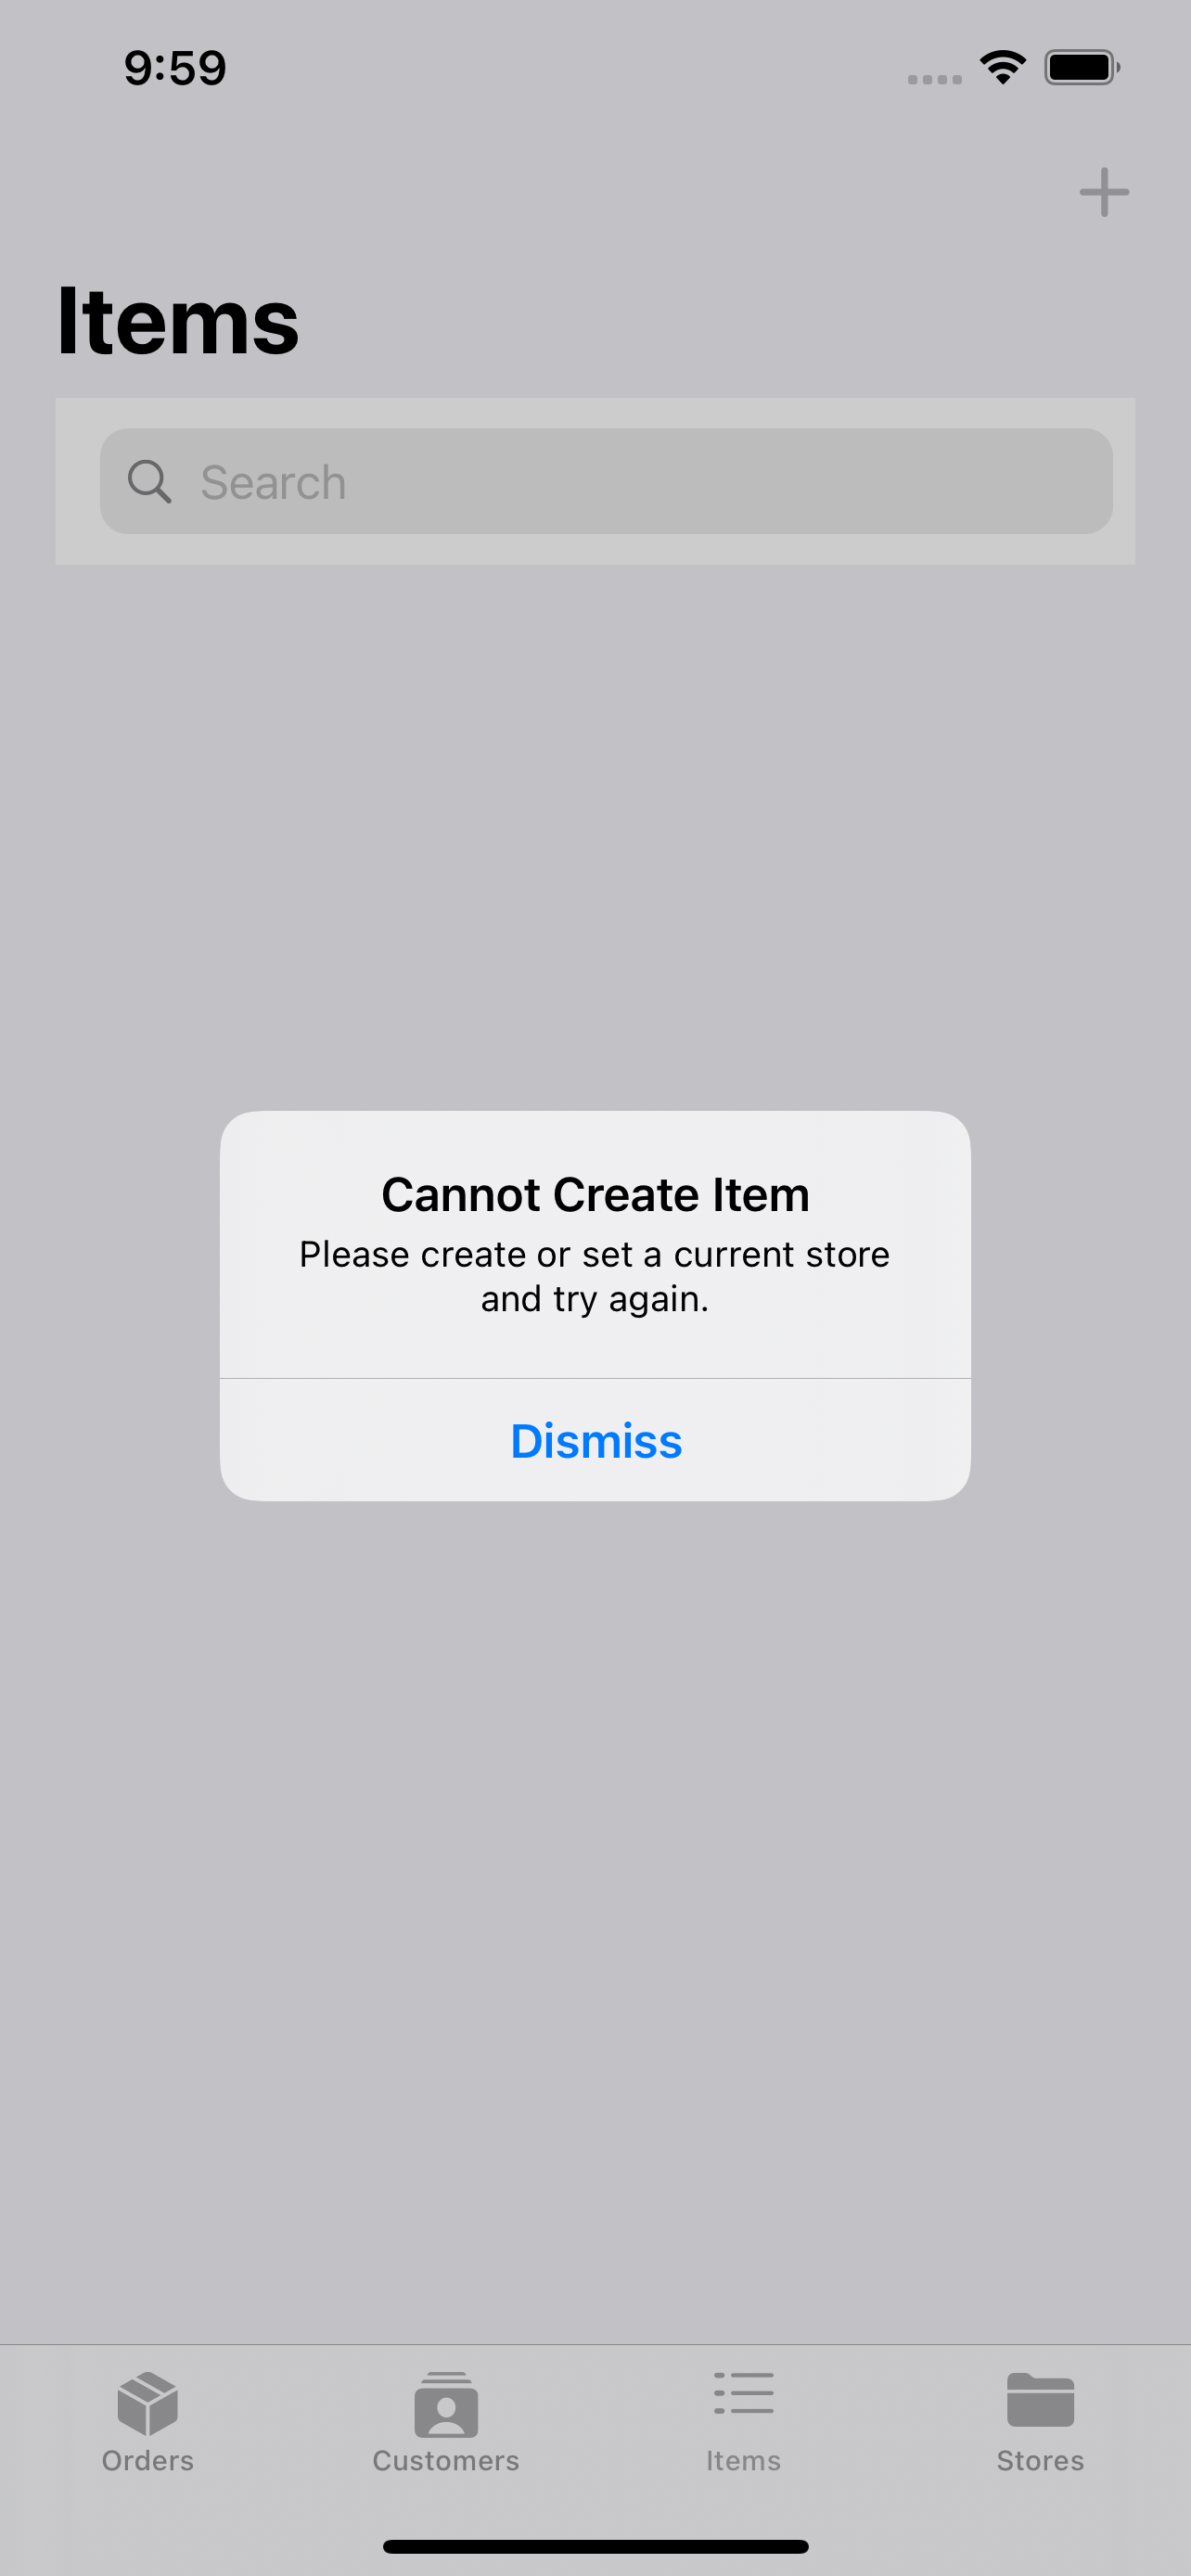 9:59
Items
Search
Cannot Create Item
Please create or set a current store
and try again.
Dismiss
Orders
Customers
Items
Stores